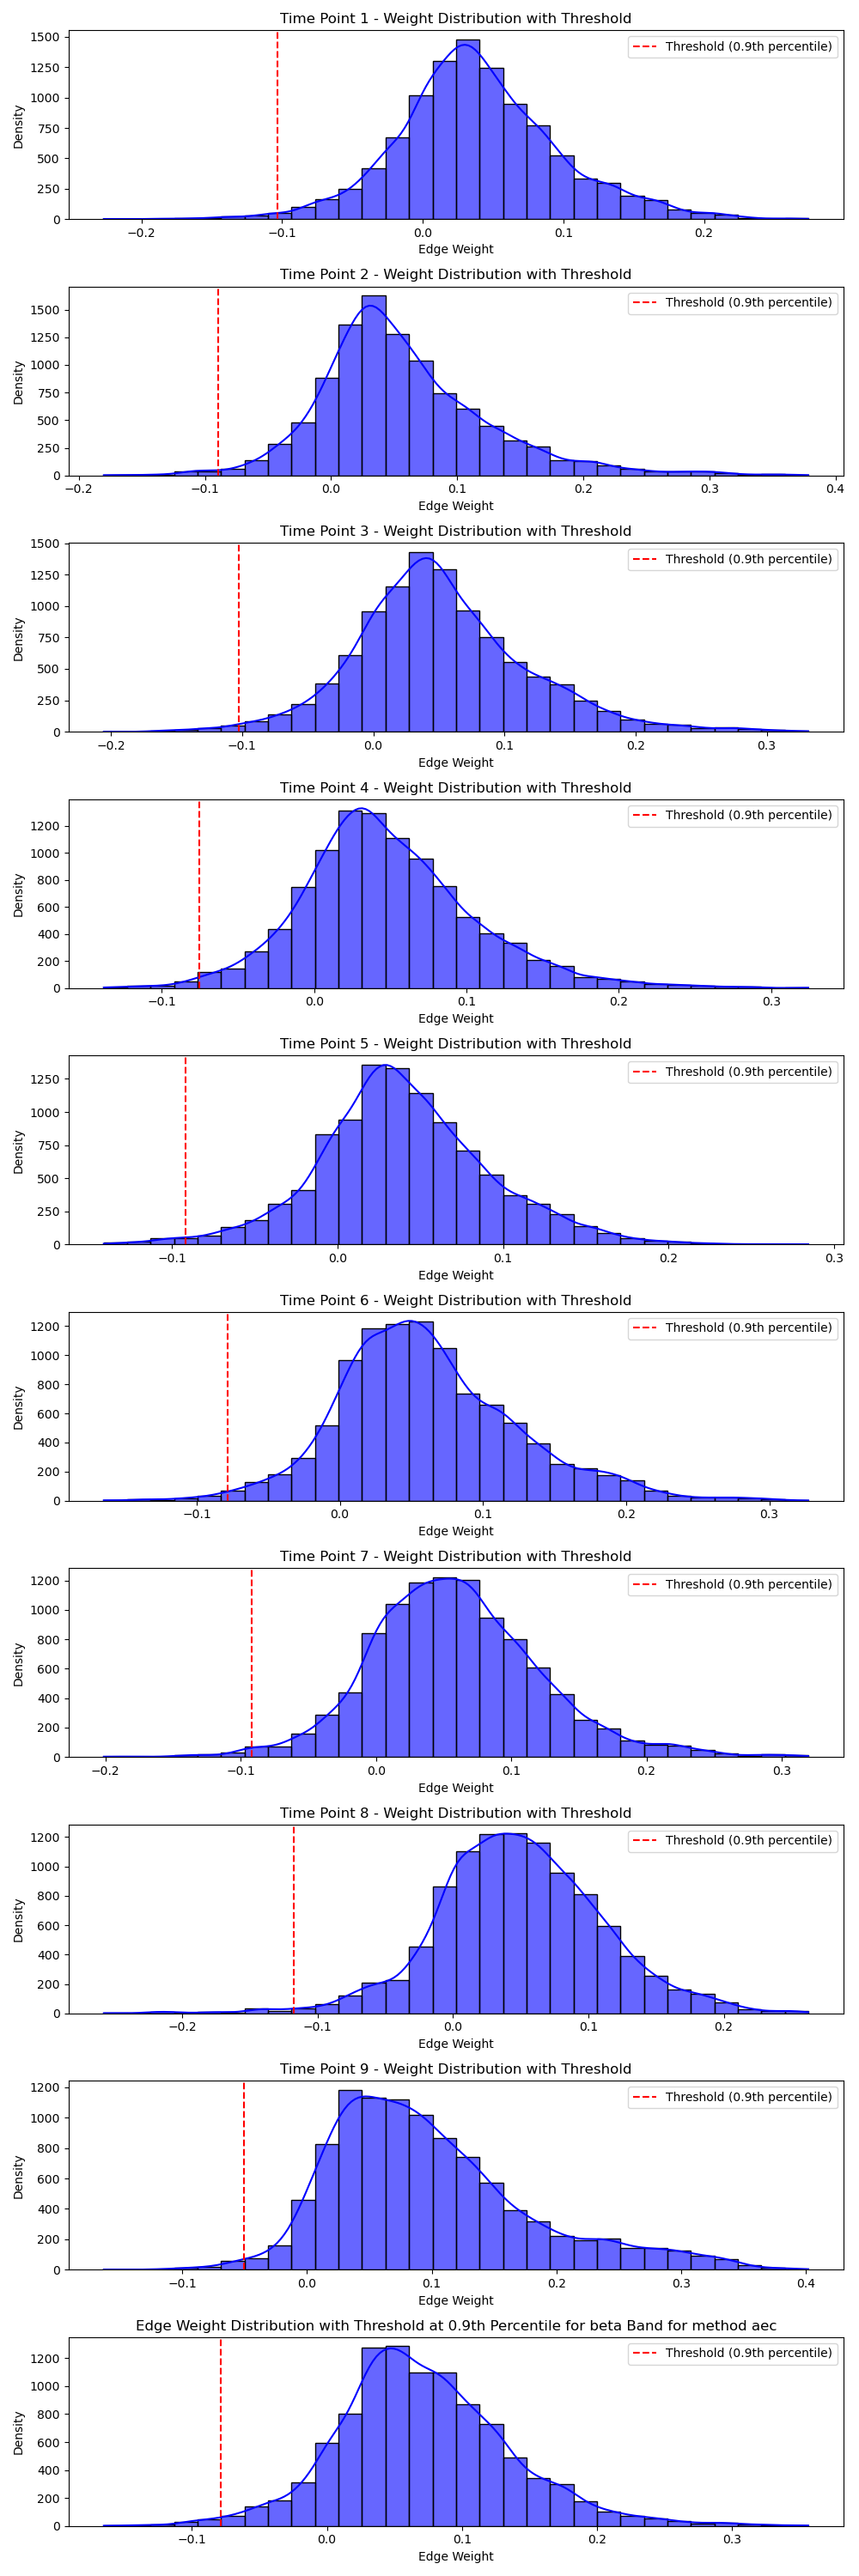 Time Point 1 - Weight Distribution with Threshold
Threshold (0.9th percentile)
Density
1500
1250
1000
750
500
250
0
−0.2 −0.1 0.0 0.1 0.2
Edge Weight
Time Point 2 - Weight Distribution with Threshold
Threshold (0.9th percentile)
Density
1500
1250
1000
750
500
250
0
−0.2 −0.1 0.0 0.1 0.2 0.3 0.4
Edge Weight
Time Point 3 - Weight Distribution with Threshold
Threshold (0.9th percentile)
Density
1500
1250
1000
750
500
250
0
−0.2 −0.1 0.0 0.1 0.2 0.3
Edge Weight
Time Point 4 - Weight Distribution with Threshold
Threshold (0.9th percentile)
Density
1200
1000
800
600
400
200
0
−0.1 0.0 0.1 0.2 0.3
Edge Weight
Time Point 5 - Weight Distribution with Threshold
Threshold (0.9th percentile)
Density
1250
1000
750
500
250
0
−0.1 0.0 0.1 0.2 0.3
Edge Weight
Time Point 6 - Weight Distribution with Threshold
Threshold (0.9th percentile)
Density
1200
1000
800
600
400
200
0
−0.1 0.0 0.1 0.2 0.3
Edge Weight
Time Point 7 - Weight Distribution with Threshold
Threshold (0.9th percentile)
Density
1200
1000
800
600
400
200
0
−0.2 −0.1 0.0 0.1 0.2 0.3
Edge Weight
Time Point 8 - Weight Distribution with Threshold
Threshold (0.9th percentile)
Density
1200
1000
800
600
400
200
0
−0.2 −0.1 0.0 0.1 0.2
Edge Weight
Time Point 9 - Weight Distribution with Threshold
Threshold (0.9th percentile)
Density
1200
1000
800
600
400
200
0
−0.1 0.0 0.1 0.2 0.3 0.4
Edge Weight
Edge Weight Distribution with Threshold at 0.9th Percentile for beta Band for method aec
Threshold (0.9th percentile)
Density
1200
1000
800
600
400
200
0
−0.1 0.0 0.1 0.2 0.3
Edge Weight